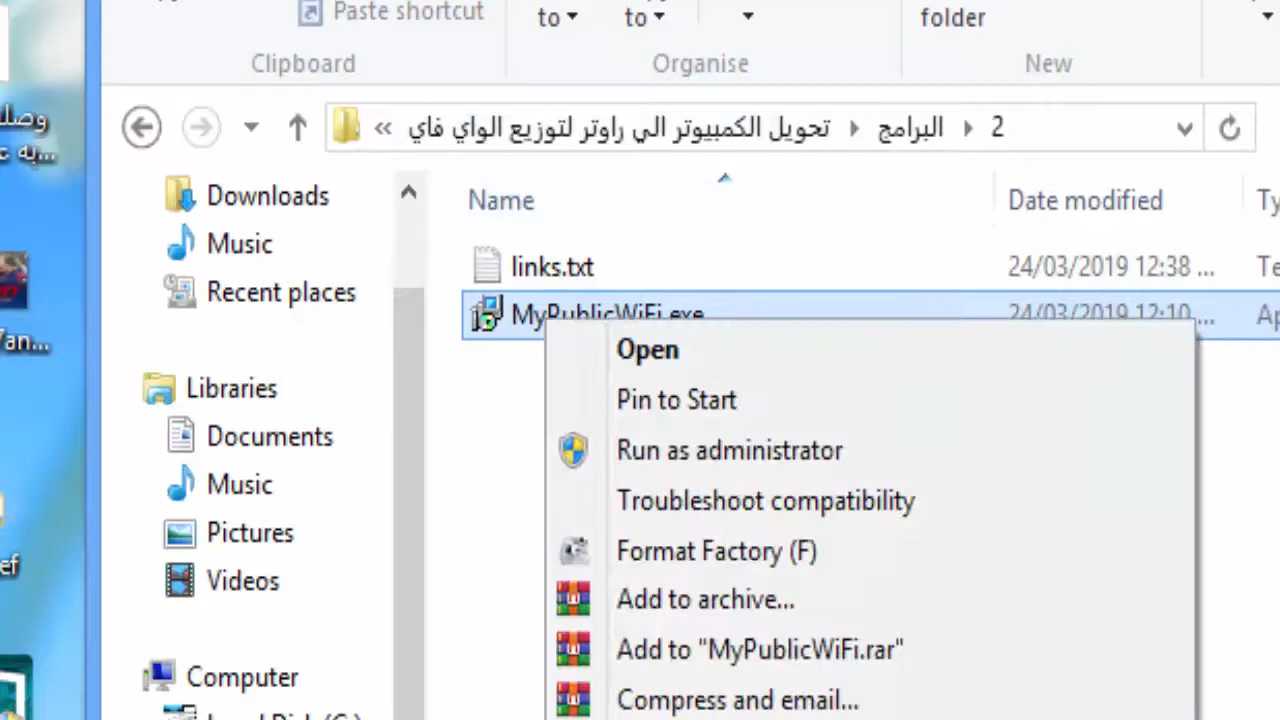 Paste shortcut
to
to
folder
Clipboard
Organise
New
« تحويل الكمبيوتر الي راوتر لتوزيع الواي فاي
البرامج
2
Name
Date modified
Downloads
Music
Recent places
links.txt
24/03/2019 12:38 ...
MyPublicWiFi.exe
24/03/2019 12:10 ...
Libraries
Documents
Music
Pictures
Videos
Computer
Open
Pin to Start
Run as administrator
Troubleshoot compatibility
Format Factory (F)
Add to archive...
Add to "MyPublicWiFi.rar"
Compress and email...